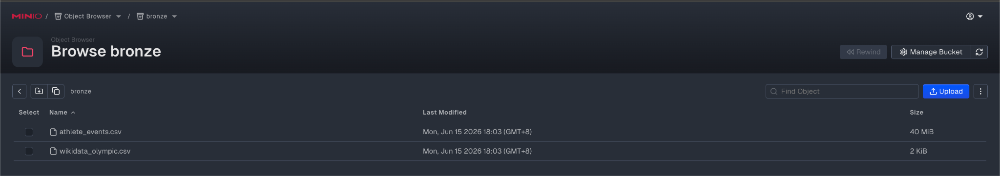 MINIO / Object Browser / bronze
Object Browser
Browse bronze
Rewind Manage Bucket
bronze Find Object Upload
Select Name Last Modified Size
athlete_events.csv Mon, Jun 15 2026 18:03 (GMT+8) 40 MiB
wikidata_olympic.csv Mon, Jun 15 2026 18:03 (GMT+8) 2 KiB